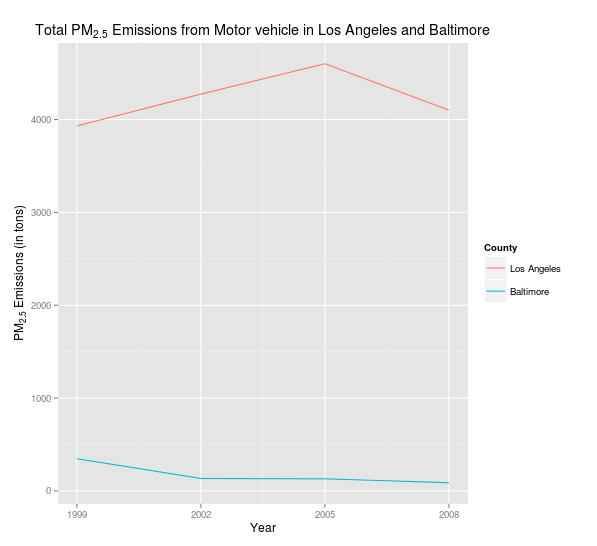 Total PM2.5 Emissions from Motor vehicle in Los Angeles and Baltimore
PM2.5 Emissions (in tons)
4000
3000
2000
1000
0
1999 2002 2005 2008
Year
County
Los Angeles
Baltimore